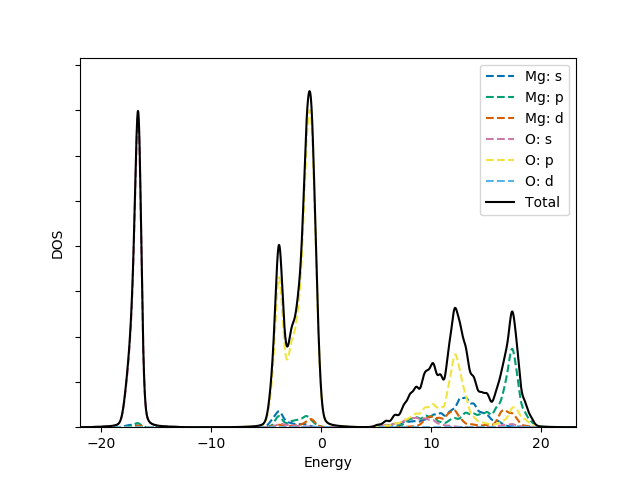 DOS
Mg: s
Mg: p
Mg: d
O: s
O: p
O: d
Total
−20 −10 0 10 20
Energy